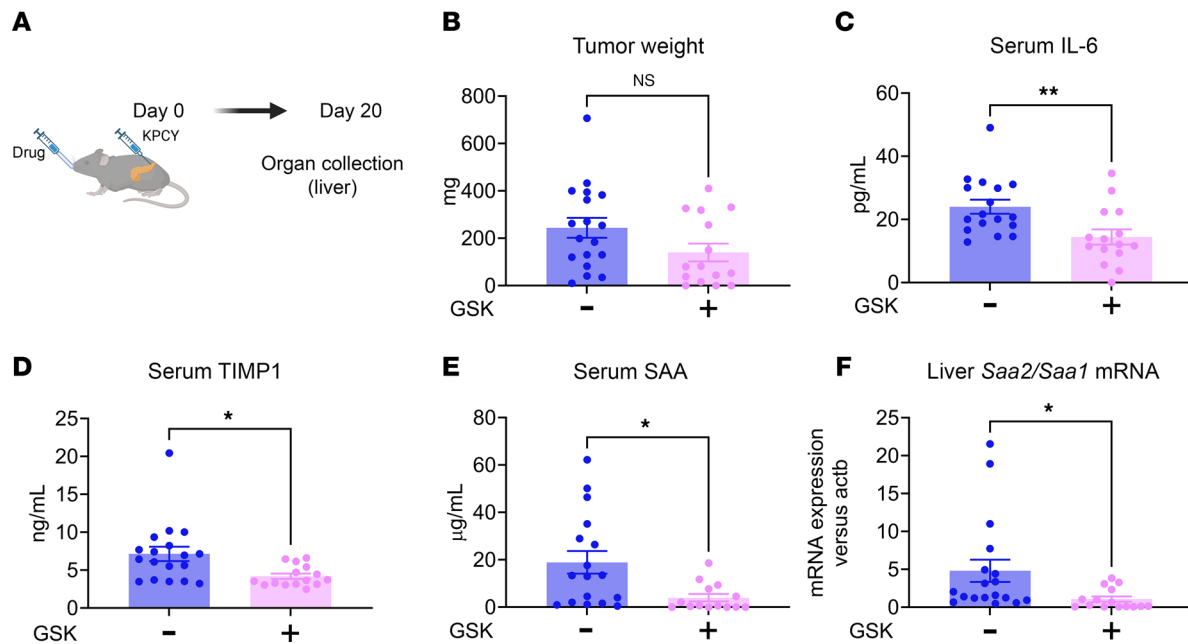 A
Day 0
Day 20
KPCY
Drug
Organ collection
(liver)
B
Tumor weight
NS
800
600
400
200
0
mg
GSK
−
+
C
Serum IL-6
**
60
40
20
0
pg/mL
GSK
−
+
D
Serum TIMP1
*
25
20
15
10
5
0
ng/mL
GSK
−
+
E
Serum SAA
*
80
60
40
20
0
μg/mL
GSK
−
+
F
Liver Saa2/Saa1 mRNA
*
25
20
15
10
5
0
mRNA expression
versus actb
GSK
−
+